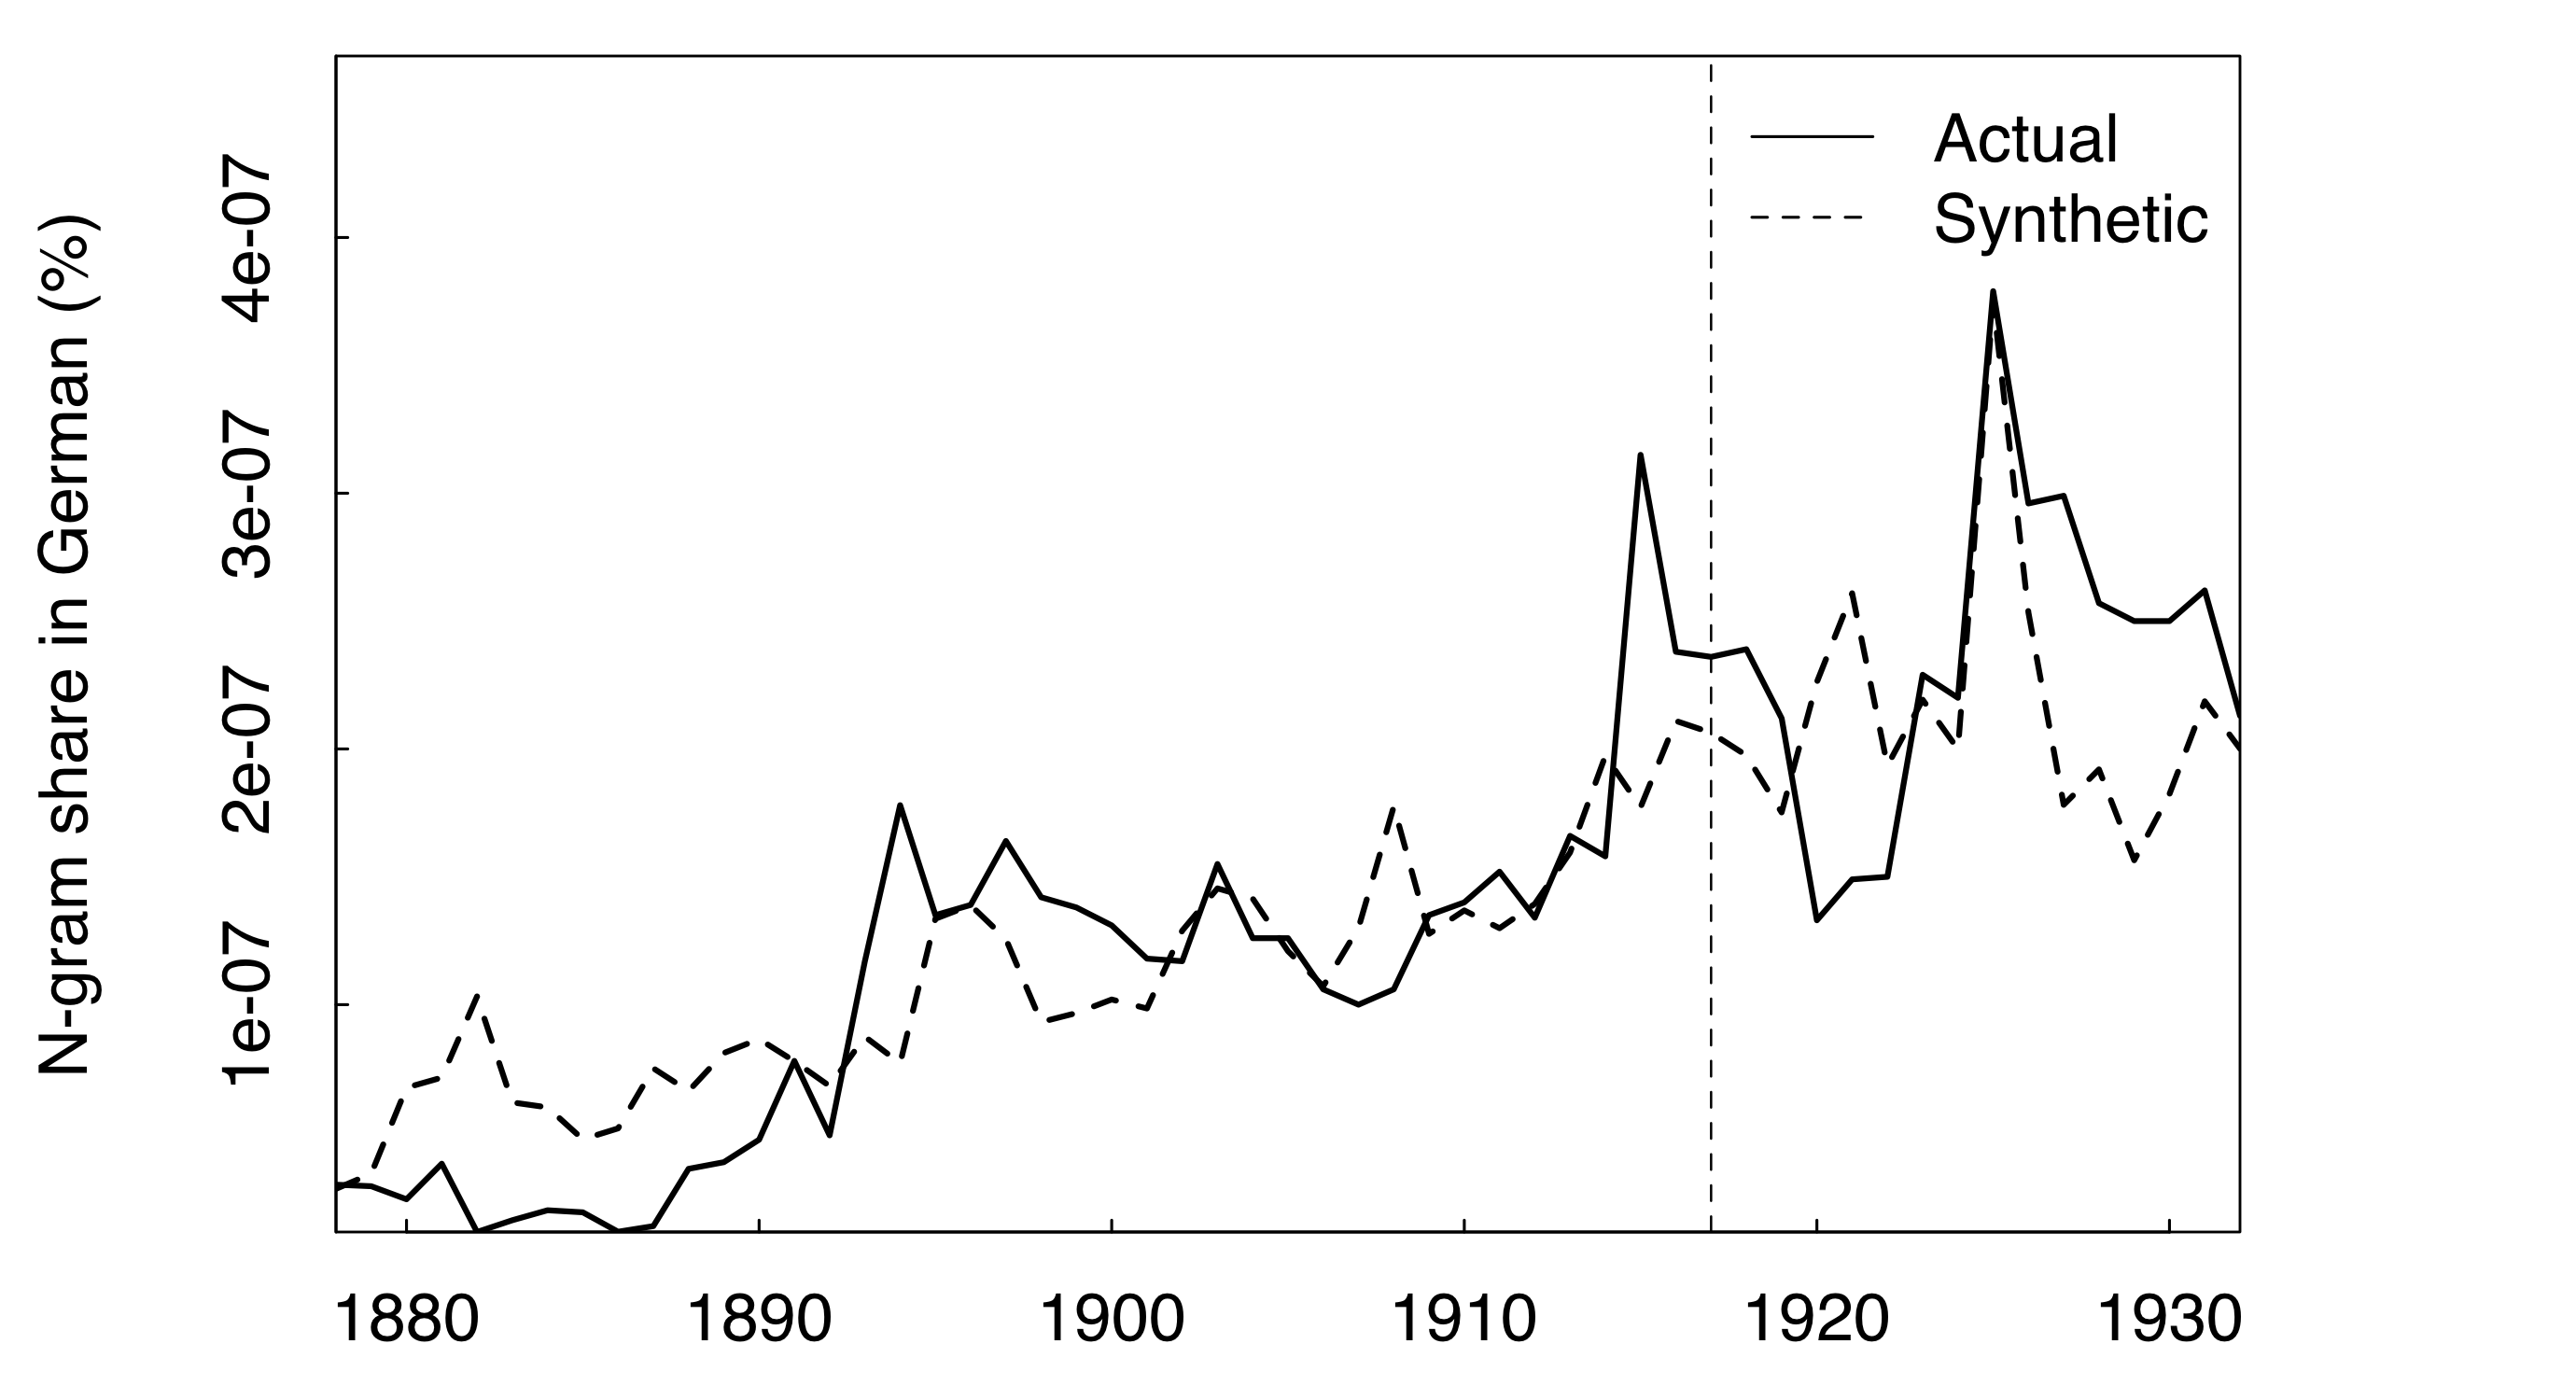 N-gram share in German (%)
4e-07
3e-07
2e-07
1e-07
Actual
Synthetic
1880 1890 1900 1910 1920 1930